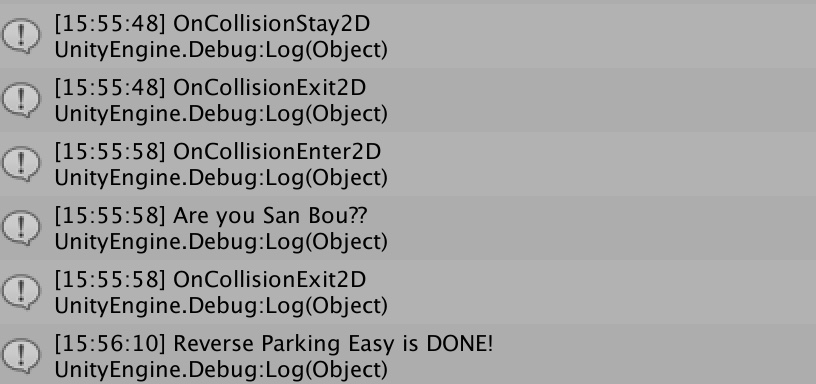 [15:55:48] OnCollisionStay2D
UnityEngine.Debug:Log(Object)
[15:55:48] OnCollisionExit2D
UnityEngine.Debug:Log(Object)
[15:55:58] OnCollisionEnter2D
UnityEngine.Debug:Log(Object)
[15:55:58] Are you San Bou??
UnityEngine.Debug:Log(Object)
[15:55:58] OnCollisionExit2D
UnityEngine.Debug:Log(Object)
[15:56:10] Reverse Parking Easy is DONE!
UnityEngine.Debug:Log(Object)